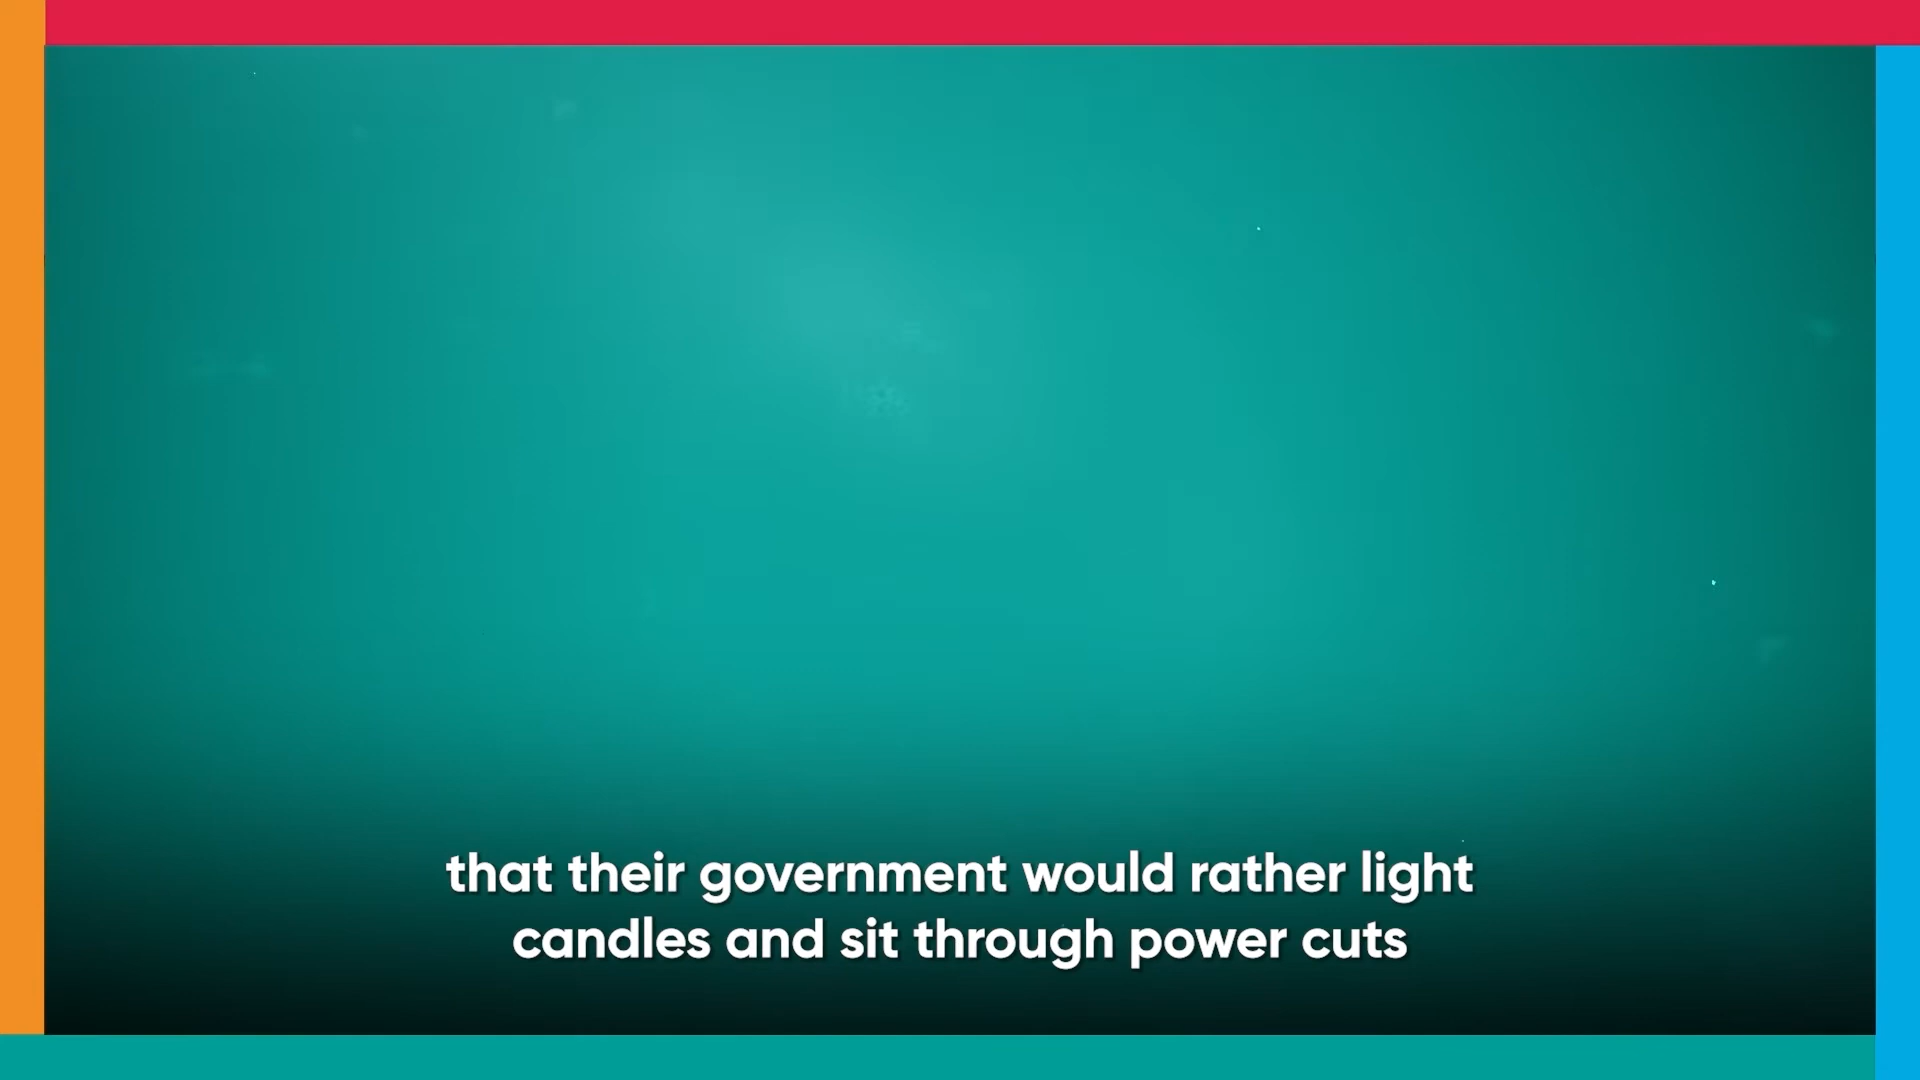 that their government would rather light
candles and sit through power cuts